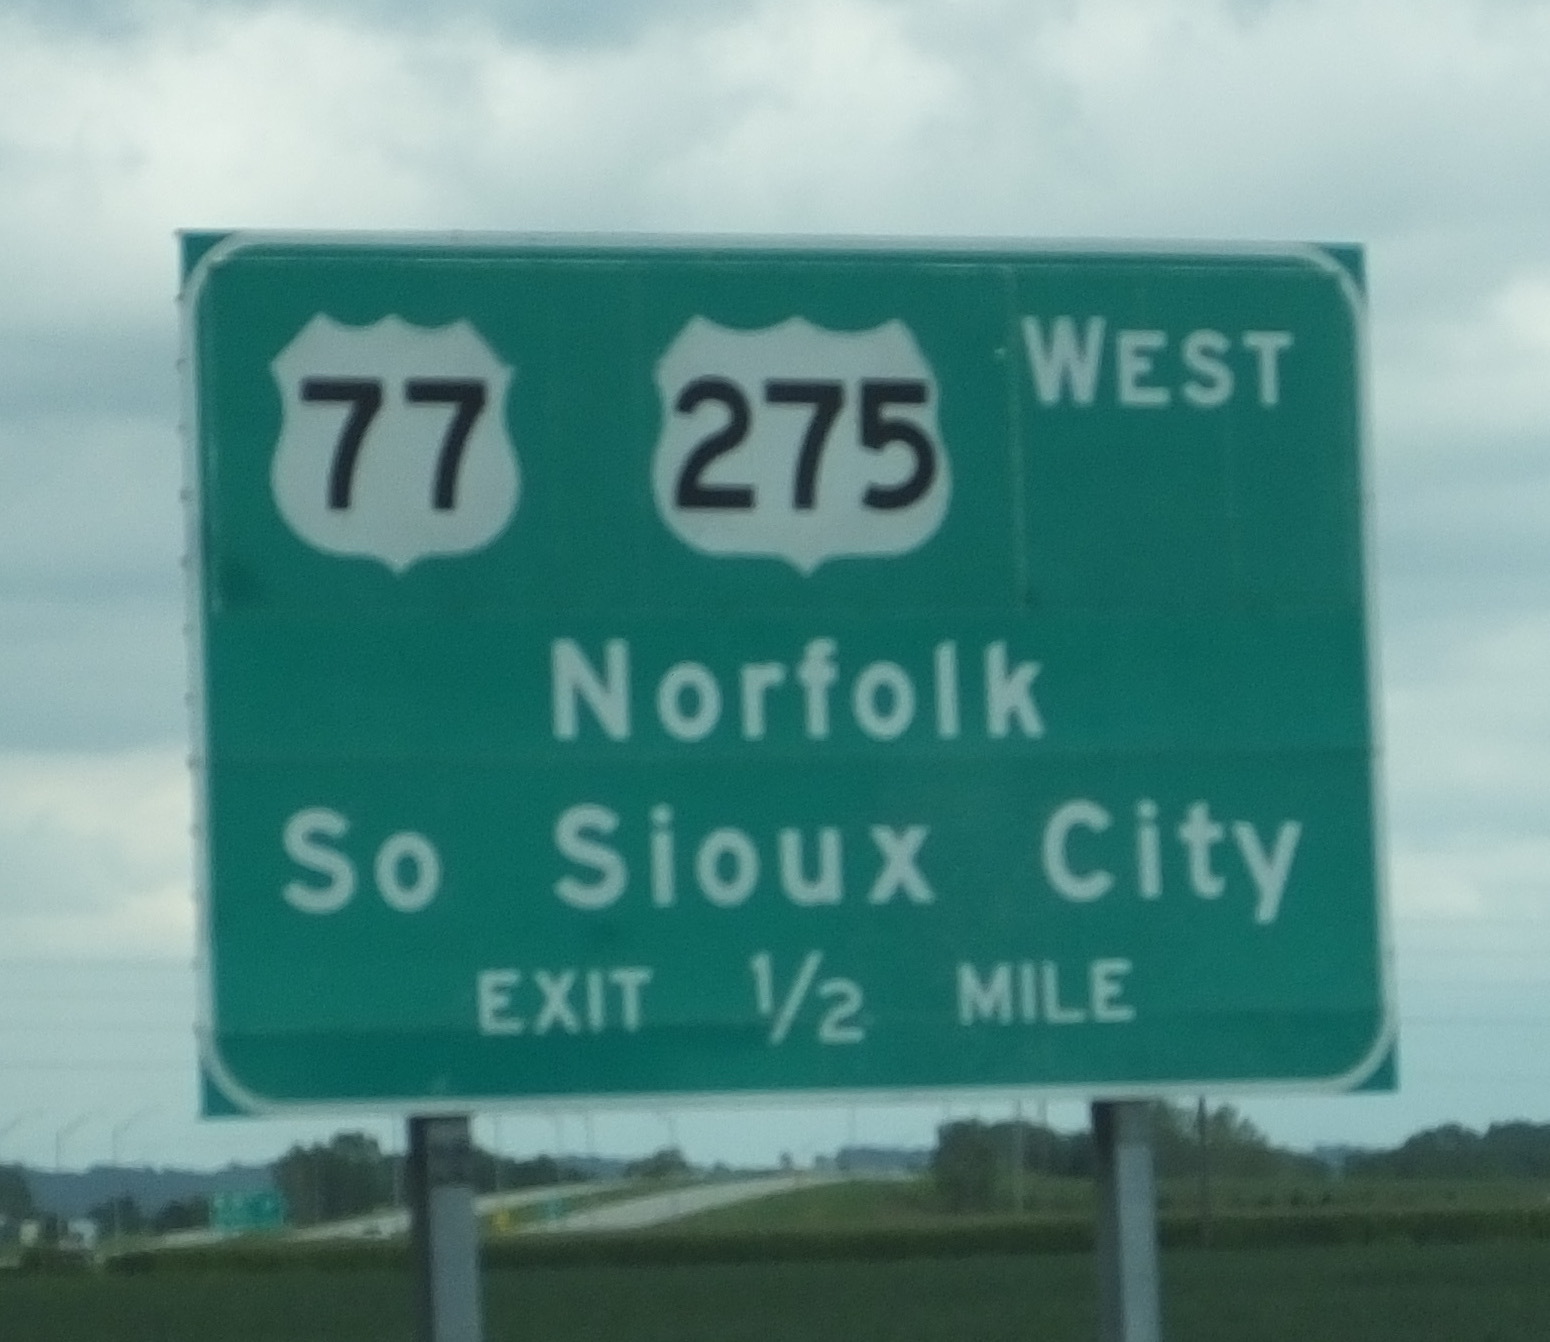 77 275 WEST
Norfolk
So Sioux City
EXIT 1/2 MILE